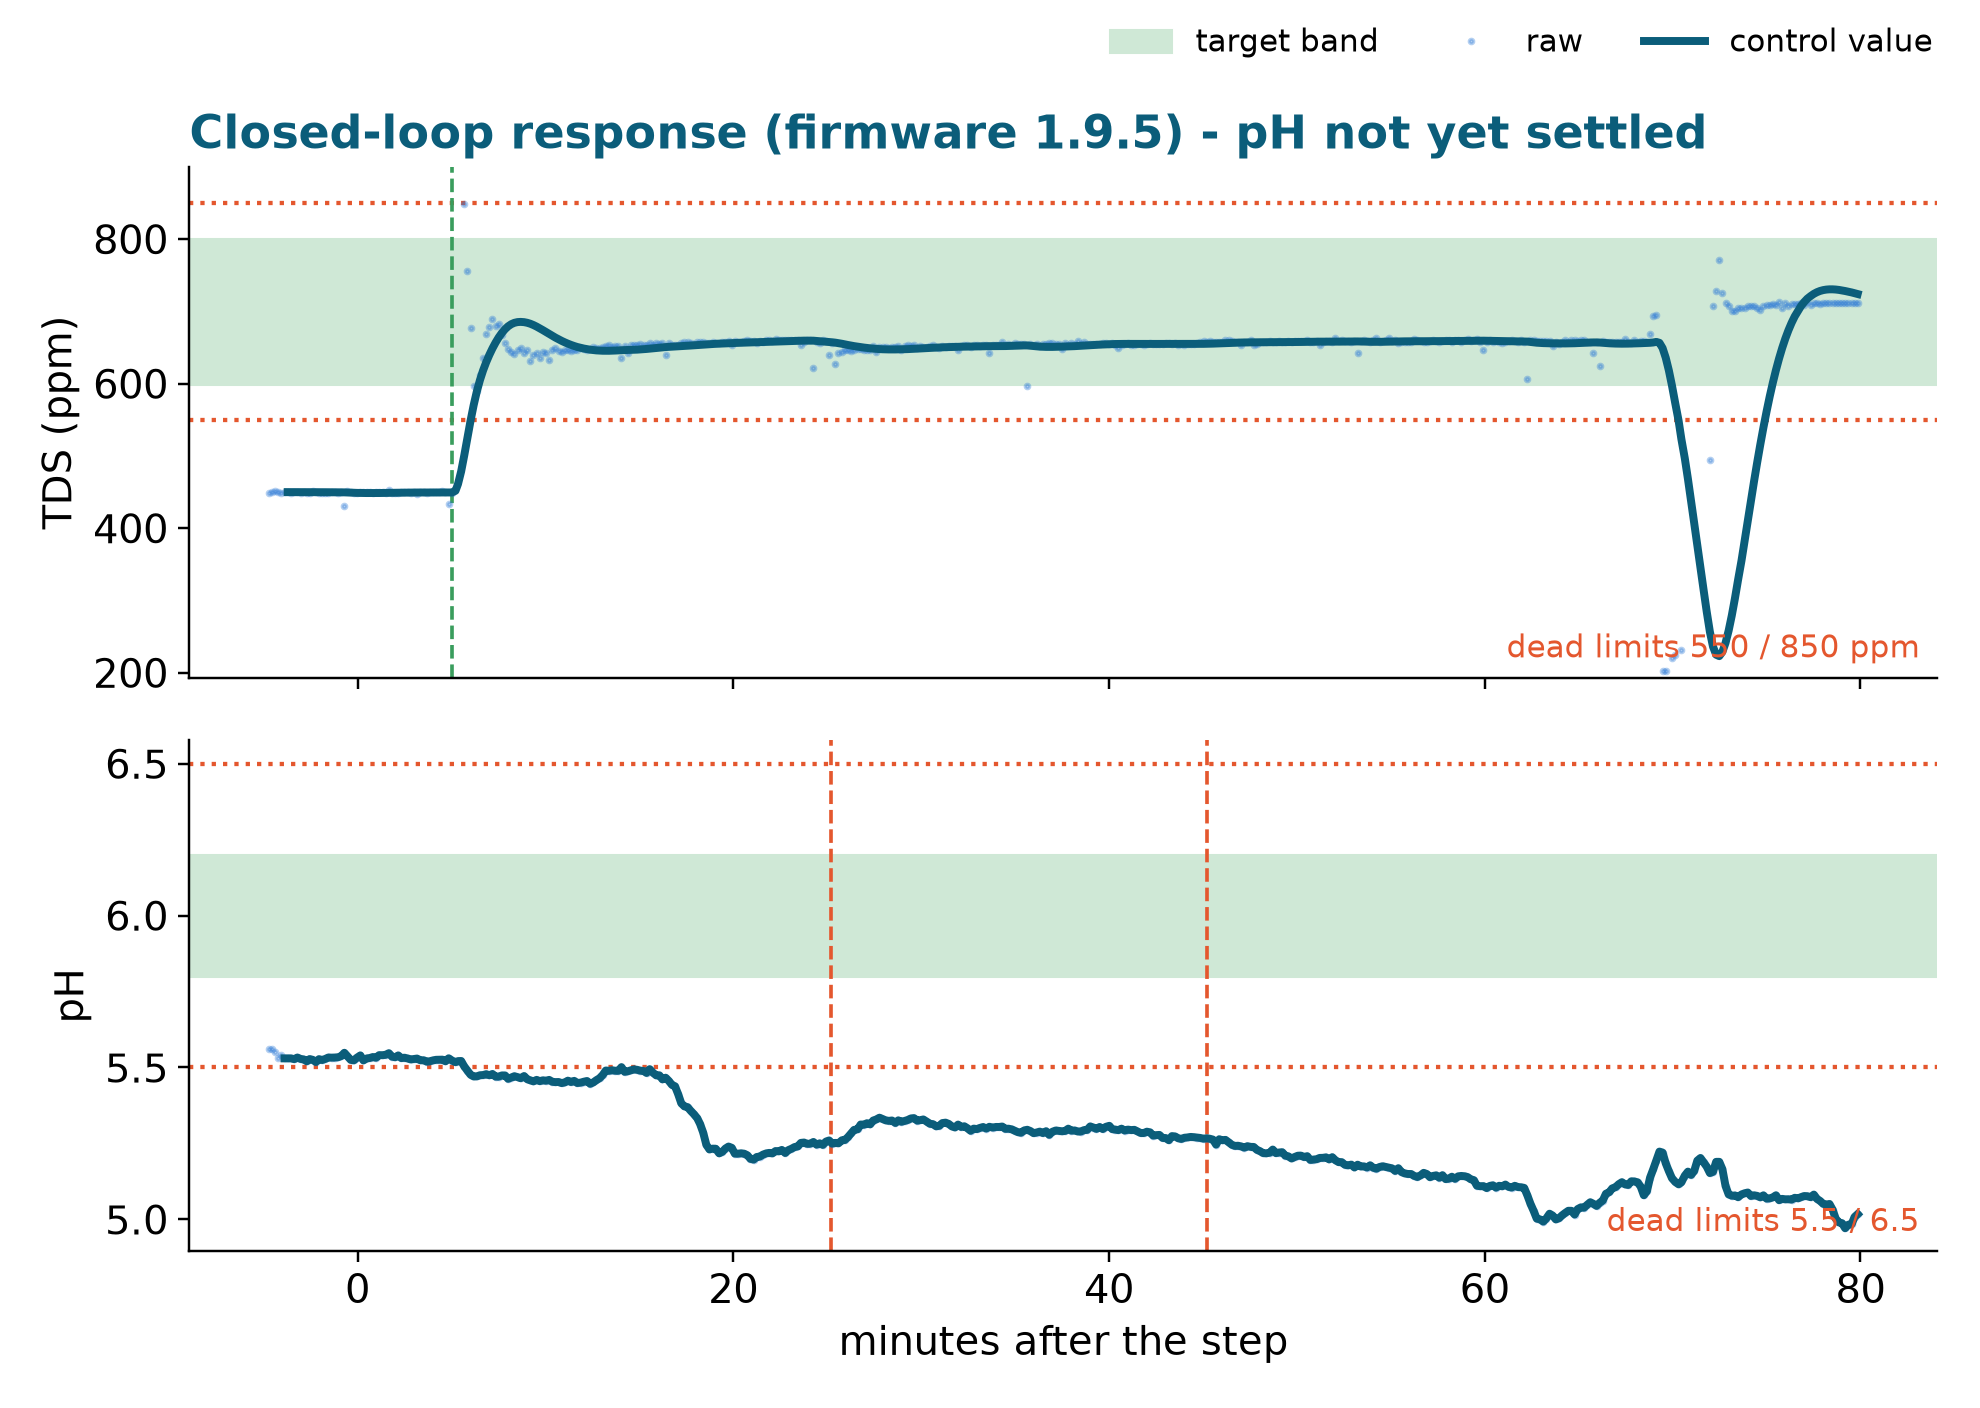 target band raw control value
Closed-loop response (firmware 1.9.5) - pH not yet settled
TDS (ppm)
800
600
400
200
dead limits 550 / 850 ppm
pH
6.5
6.0
5.5
5.0
dead limits 5.5 / 6.5
0 20 40 60 80
minutes after the step